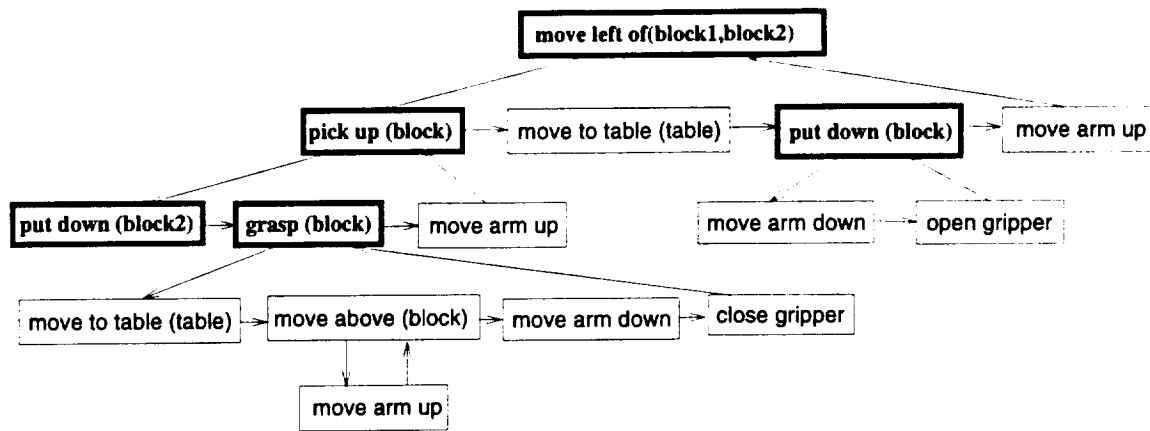 move left of(block1,block2)
pick up (block)
move to table (table)
put down (block)
move arm up
put down (block2)
grasp (block)
move arm up
move arm down
open gripper
move to table (table)
move above (block)
move arm down
close gripper
move arm up